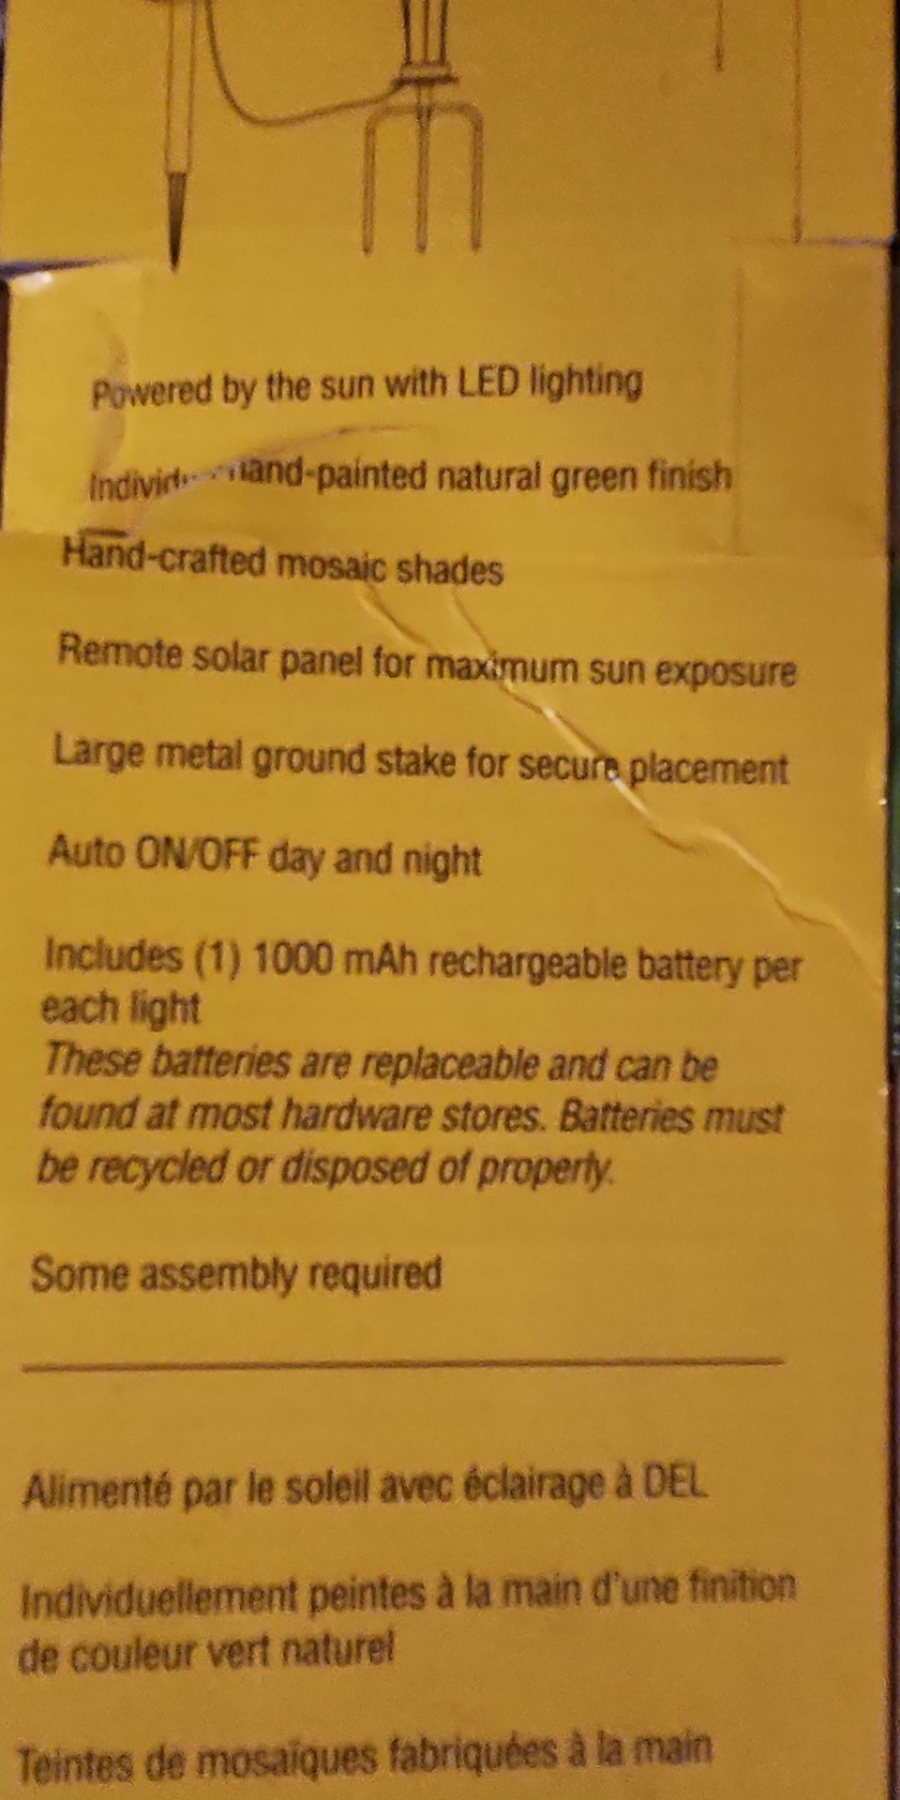 Powered by the sun with LED lighting
hand-painted natural green finish
Hand-crafted mosaic shades
Remote solar panel for maximum sun exposure
Large metal ground stake for secure placement
Auto ON/OFF day and night
Includes (1) 1000 mAh rechargeable battery per
each light
These batteries are replaceable and can be
found at most hardware stores. Batteries must
be recycled or disposed of properly.
Some assembly required
Alimenté par le soleil avec éclairage à DEL
Individuellement peintes à la main d'une finition
de couleur vert naturel
Teintes de mosaïques fabriquées à la main